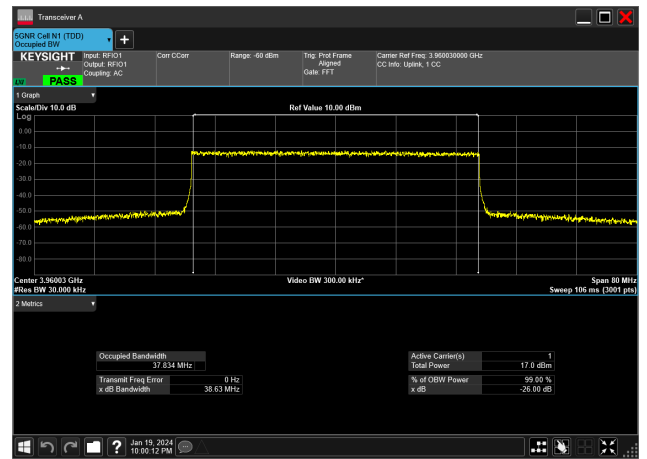 Transceiver A
5GNR Cell N1 (TDD)
Occupied BW
KEYSIGHT
LXI
PASS
Input: RFIO1
Output: RFIO1
Coupling: AC
Corr CCorr
Range: -60 dBm
Trig: Prot Frame
Aligned
Gate: FFT
Carrier Ref Freq: 3.960030000 GHz
CC Info: Uplink, 1 CC
1 Graph
Scale/Div 10.0 dB
Ref Value 10.00 dBm
Log
0.00
-10.0
-20.0
-30.0
-40.0
-50.0
-60.0
-70.0
-80.0
Center 3.96003 GHz
Video BW 300.00 kHz*
Span 80 MHz
#Res BW 30.000 kHz
Sweep 106 ms (3001 pts)
2 Metrics
Occupied Bandwidth
37.834 MHz
Transmit Freq Error 0 Hz
x dB Bandwidth 38.63 MHz
Active Carrier(s) 1
Total Power 17.0 dBm
% of OBW Power 99.00 %
x dB -26.00 dB
Jan 19, 2024
10:00:12 PM